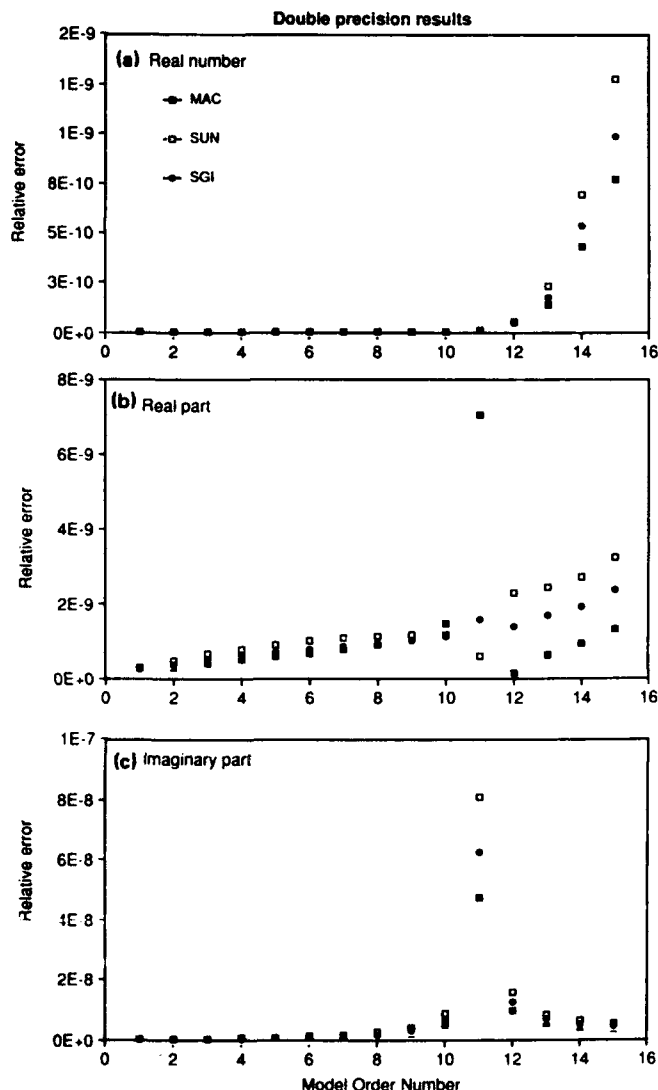 Double precision results
2E-9
(a) Real number
1E-9
MAC
1E-9
SUN
8E-10
SGI
5E-10
3E-10
0E+0
Relative error
0 2 4 6 8 10 12 14 16
8E-9
(b) Real part
6E-9
4E-9
2E-9
0E+0
Relative error
0 2 4 6 8 10 12 14 16
1E-7
(c) Imaginary part
8E-8
6E-8
4E-8
2E-8
0E+0
Relative error
0 2 4 6 8 10 12 14 16
Model Order Number